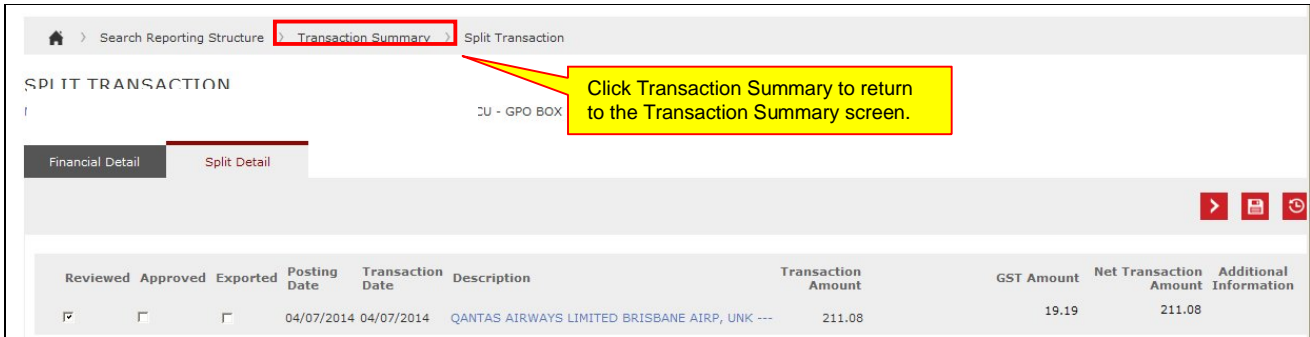 Search Reporting Structure > Transaction Summary > Split Transaction
Click Transaction Summary to return
to the Transaction Summary screen.
SPLIT TRANSACTION
CU - GPO BOX
Financial Detail Split Detail
Reviewed Approved Exported Posting Date Transaction Date Description Transaction Amount GST Amount Net Transaction Amount Additional Information
04/07/2014 04/07/2014 QANTAS AIRWAYS LIMITED BRISBANE AIRP, UNK --- 211.08 19.19 211.08